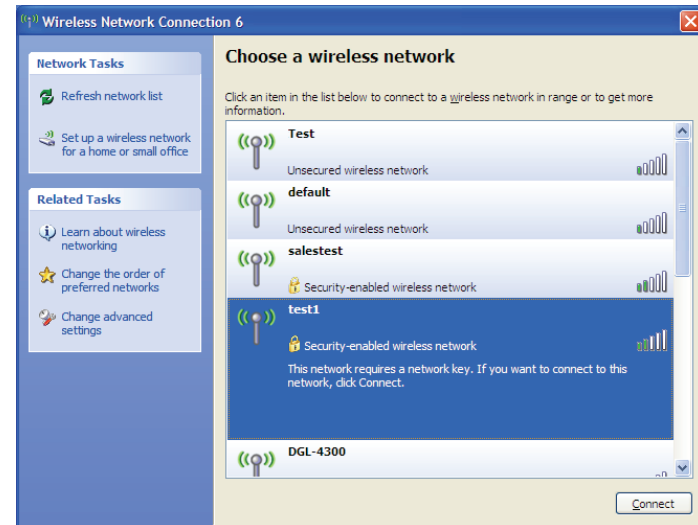 Wireless Network Connection 6
Network Tasks
Refresh network list
Set up a wireless network
for a home or small office
Related Tasks
Learn about wireless
networking
Change the order of
preferred networks
Change advanced
settings
Choose a wireless network
Click an item in the list below to connect to a wireless network in range or to get more
information.
Test
Unsecured wireless network
default
Unsecured wireless network
salestest
Security-enabled wireless network
test1
Security-enabled wireless network
This network requires a network key. If you want to connect to this
network, click Connect.
DGL-4300
Connect